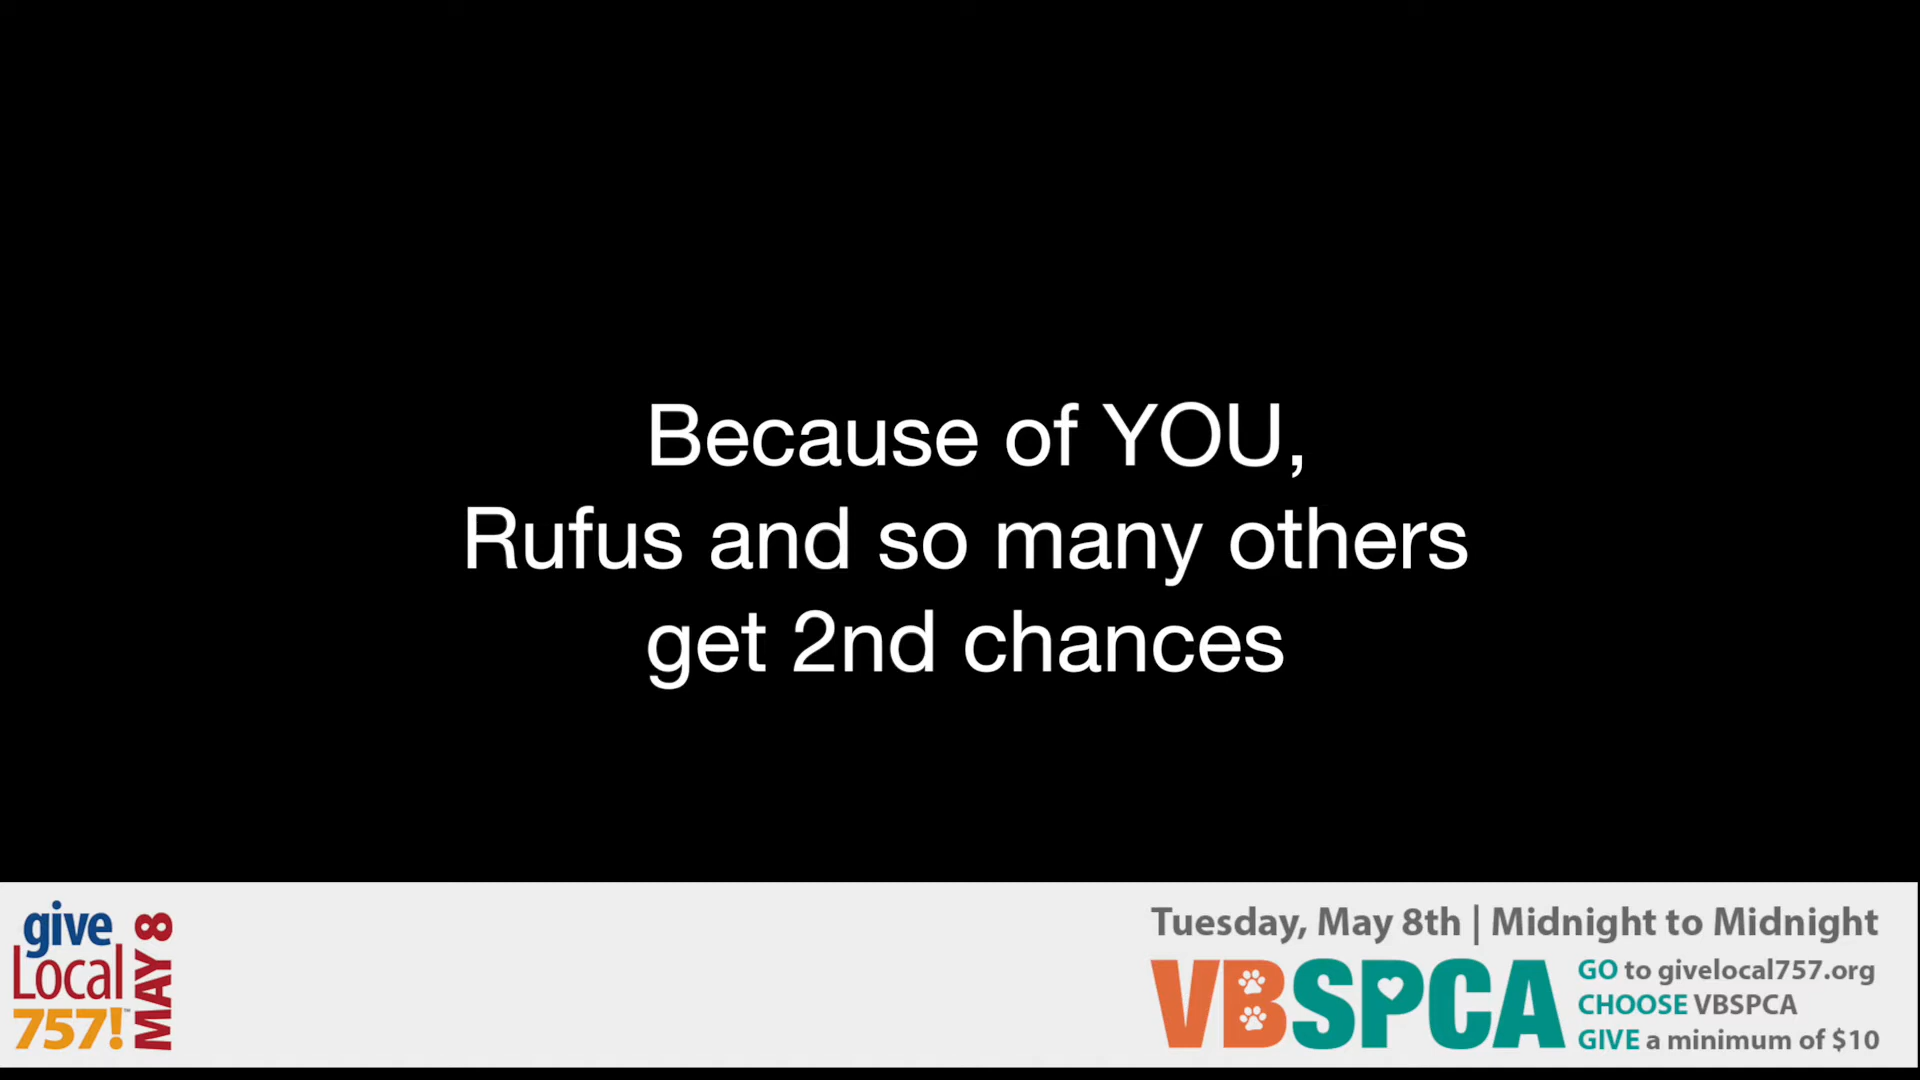 Because of YOU,
Rufus and so many others
get 2nd chances
give
Local
757!™
MAY 8
Tuesday, May 8th | Midnight to Midnight
VBSPCA
GO to givelocal757.org
CHOOSE VBSPCA
GIVE a minimum of $10